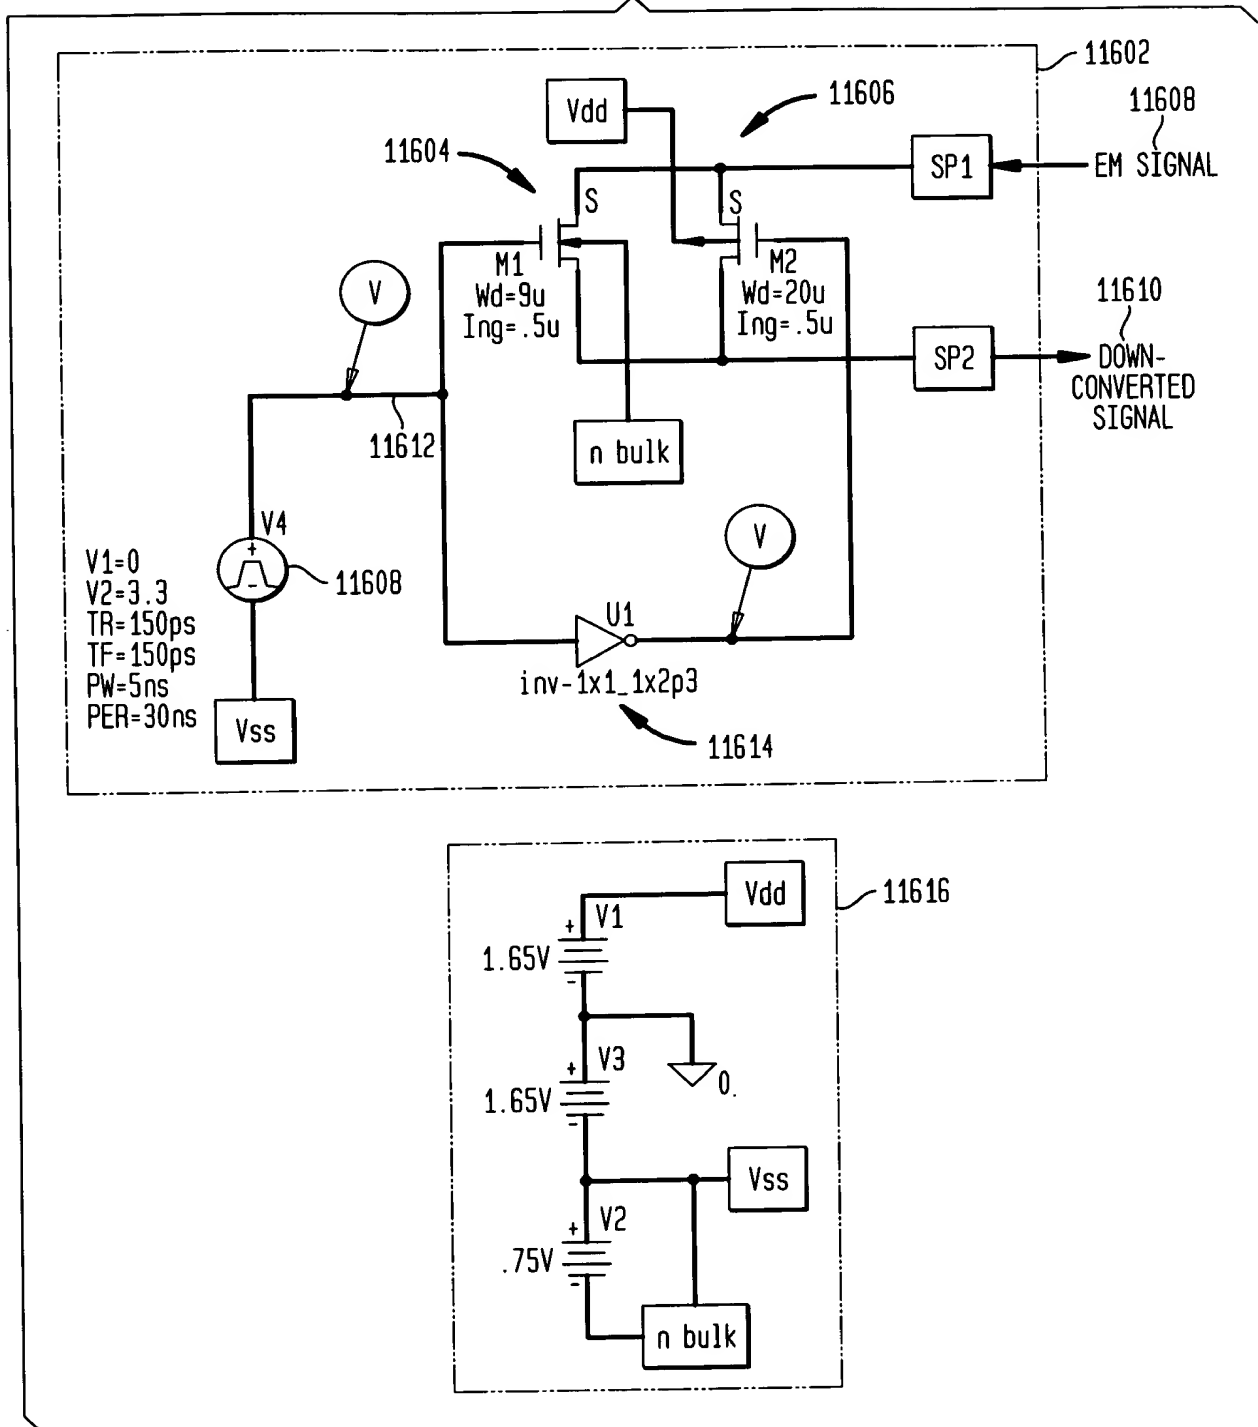 11602
11606
11608
Vdd
11604
SP1
EM SIGNAL
S
S
M1
Wd=9u
Ing=.5u
M2
Wd=20u
Ing=.5u
V
11610
SP2
DOWN-
CONVERTED
SIGNAL
11612
n bulk
V4
+
-
V
V1=0
V2=3.3
TR=150ps
TF=150ps
PW=5ns
PER=30ns
11608
U1
inv-1x1_1x2p3
Vss
11614
Vdd
11616
+
V1
1.65V
-
+
V3
0.
1.65V
-
Vss
+
V2
.75V
-
n bulk